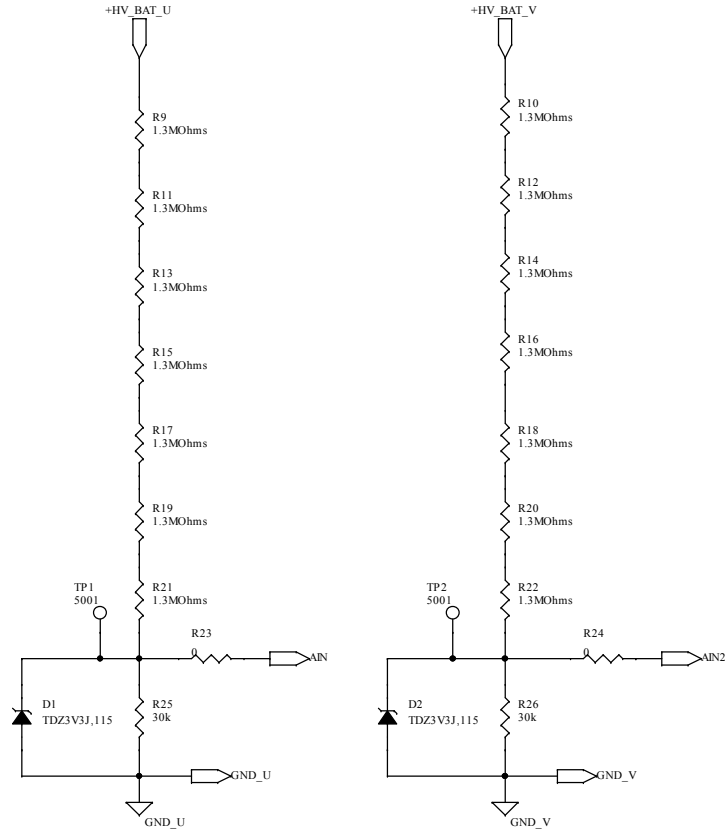 +HV_BAT_U
R9
1.3MOhms
R11
1.3MOhms
R13
1.3MOhms
R15
1.3MOhms
R17
1.3MOhms
R19
1.3MOhms
TP1
5001
R21
1.3MOhms
R23
0
AIN
D1
TDZ3V3J,115
R25
30k
GND_U
GND_U
+HV_BAT_V
R10
1.3MOhms
R12
1.3MOhms
R14
1.3MOhms
R16
1.3MOhms
R18
1.3MOhms
R20
1.3MOhms
TP2
5001
R22
1.3MOhms
R24
0
AIN2
D2
TDZ3V3J,115
R26
30k
GND_V
GND_V